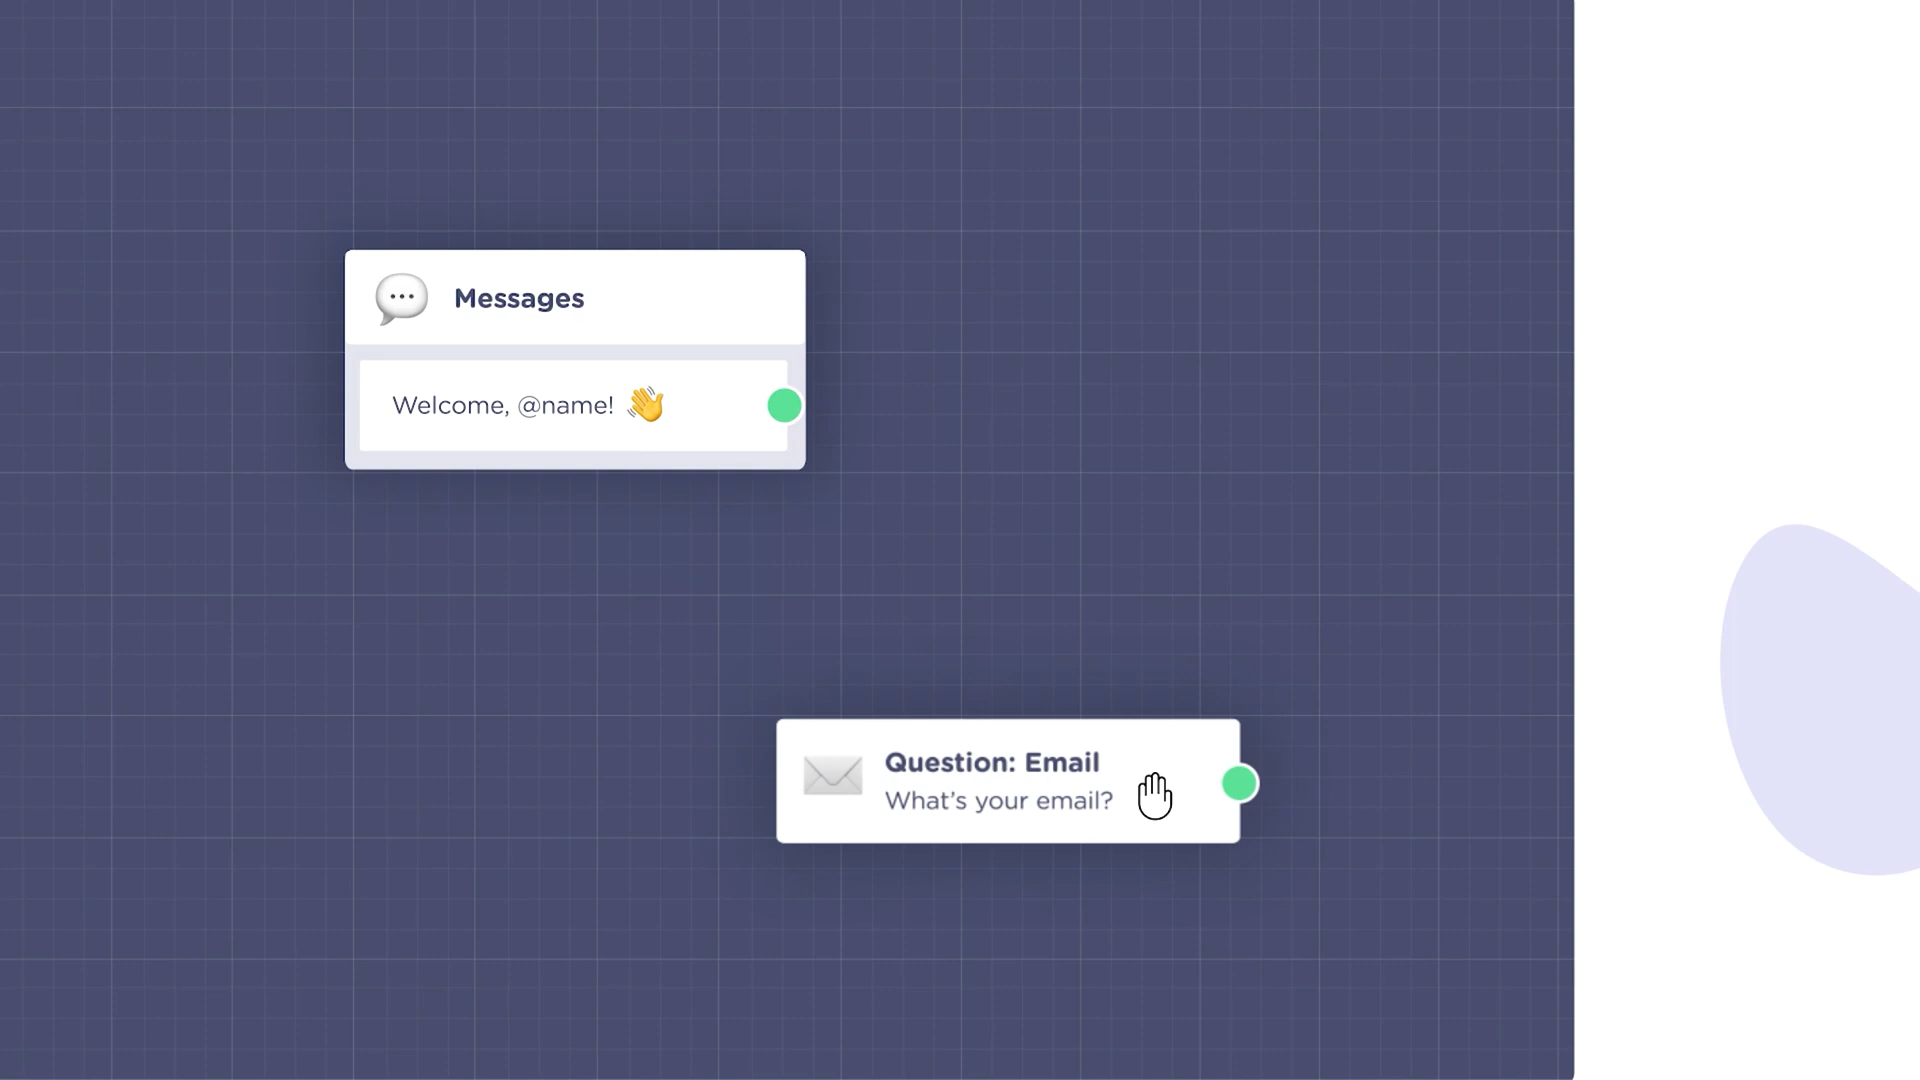 Messages
Welcome, @name! 👋
Question: Email
What’s your email?